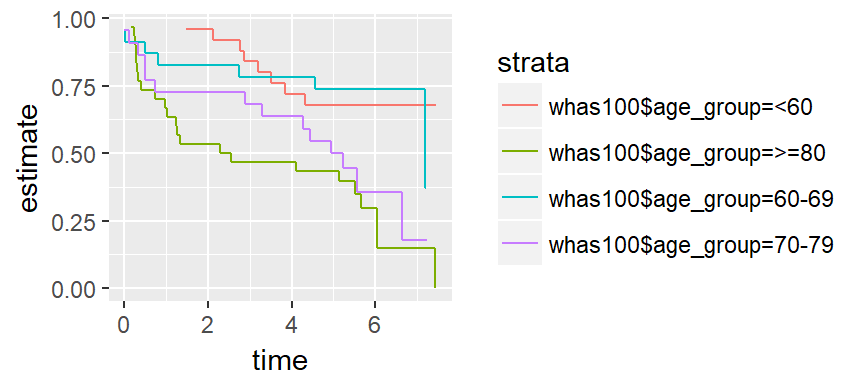 1.00
0.75
0.50
0.25
0.00
estimate
0 2 4 6
time
strata
whas100$age_group=<60
whas100$age_group=>=80
whas100$age_group=60-69
whas100$age_group=70-79